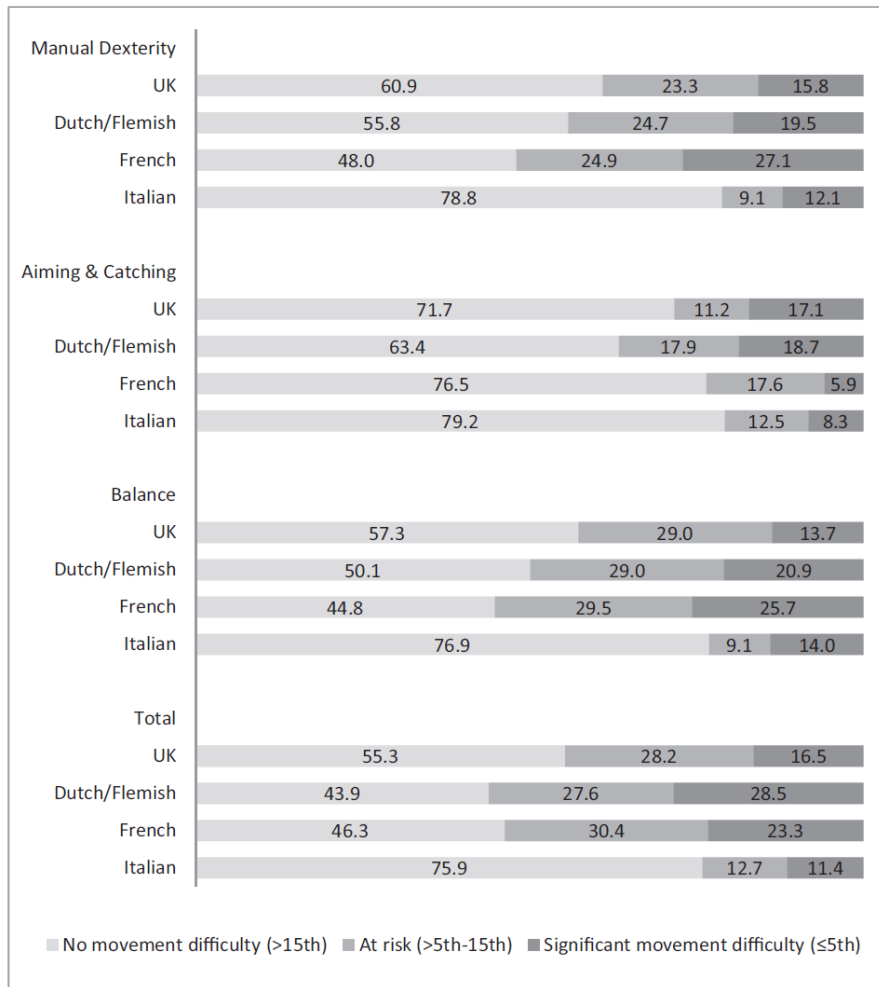 Manual Dexterity
UK 60.9 23.3 15.8
Dutch/Flemish 55.8 24.7 19.5
French 48.0 24.9 27.1
Italian 78.8 9.1 12.1
Aiming & Catching
UK 71.7 11.2 17.1
Dutch/Flemish 63.4 17.9 18.7
French 76.5 17.6 5.9
Italian 79.2 12.5 8.3
Balance
UK 57.3 29.0 13.7
Dutch/Flemish 50.1 29.0 20.9
French 44.8 29.5 25.7
Italian 76.9 9.1 14.0
Total
UK 55.3 28.2 16.5
Dutch/Flemish 43.9 27.6 28.5
French 46.3 30.4 23.3
Italian 75.9 12.7 11.4
No movement difficulty (>15th) At risk (>5th-15th) Significant movement difficulty (≤5th)